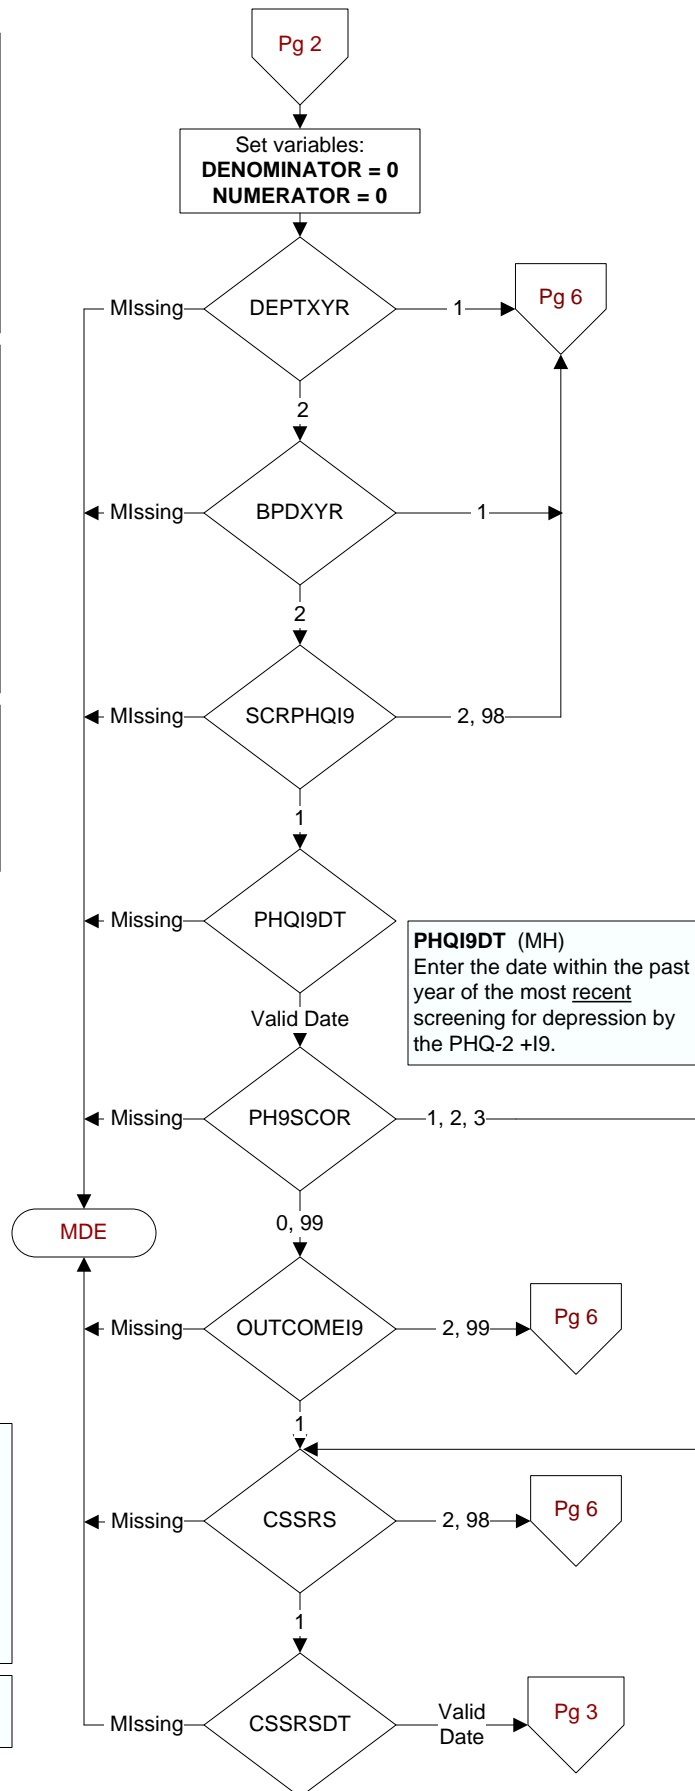 Pg 2
Set variables:
DENOMINATOR = 0
NUMERATOR = 0
MIssing
DEPTXYR
1
Pg 6
2
MIssing
BPDXYR
1
2
MIssing
SCRPHQI9
2, 98
1
Missing
PHQI9DT
PHQI9DT (MH)
Enter the date within the past
year of the most recent
screening for depression by
the PHQ-2 +I9.
Valid Date
Missing
PH9SCOR
1, 2, 3
MDE
0, 99
Missing
OUTCOMEI9
2, 99
Pg 6
1
Missing
CSSRS
2, 98
Pg 6
1
MIssing
CSSRSDT
Valid
Date
Pg 3